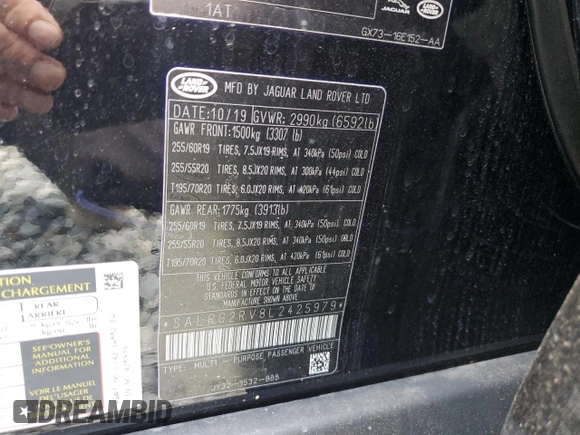 1AT
JAGUAR
LAND ROVER
GX73-16E152-AA
LAND ROVER
MFD BY JAGUAR LAND ROVER LTD
DATE:10/19 GVWR: 2990kg (6592lb
GAWR FRONT:1500kg (3307 lb)
255/60R19 TIRES, 7.5JX19 RIMS, AT 340kPa (50psi) COLD
255/55R20 TIRES, 8.5JX20 RIMS, AT 300kPa (44psi) COLD
T195/70R20 TIRES, 6.0JX20 RIMS, AT 420kPa (61psi) COLD
GAWR REAR:1775kg (3913lb)
255/60R19 TIRES, 7.5JX19 RIMS, AT 340kPa (50psi) COLD
255/55R20 TIRES, 8.5JX20 RIMS, AT 340kPa (50psi) COLD
T195/70R20 TIRES, 6.0JX20 RIMS, AT 420kPa (61psi) COLD
THIS VEHICLE CONFORMS TO ALL APPLICABLE
U.S. FEDERAL MOTOR VEHICLE SAFETY
STANDARDS IN EFFECT ON THE DATE OF
MANUFACTURE SHOWN ABOVE.
*SALRG2RV8L2425979*
TYPE: MULTI - PURPOSE PASSENGER VEHICLE
JY32-1532-BBB
TION
CHARGEMENT
REAR
ARRIÈRE
SEE OWNER'S
MANUAL FOR
ADDITIONAL
INFORMATION
VOIR LE MANUEL
DE L'USAGER
DREAMBID